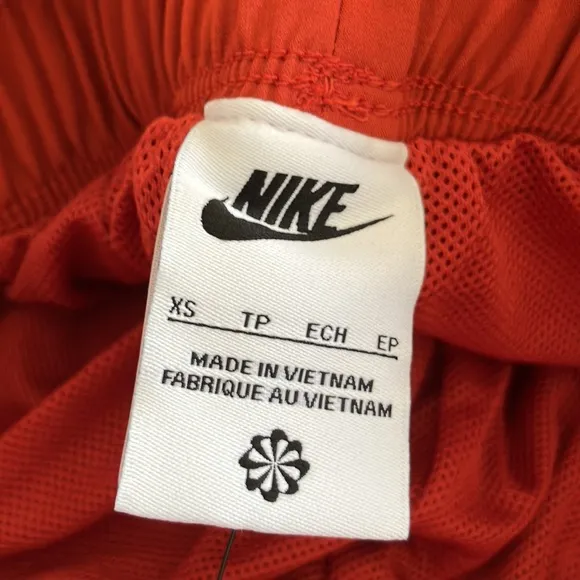 NIKE
XS TP ECH EP
MADE IN VIETNAM
FABRIQUE AU VIETNAM